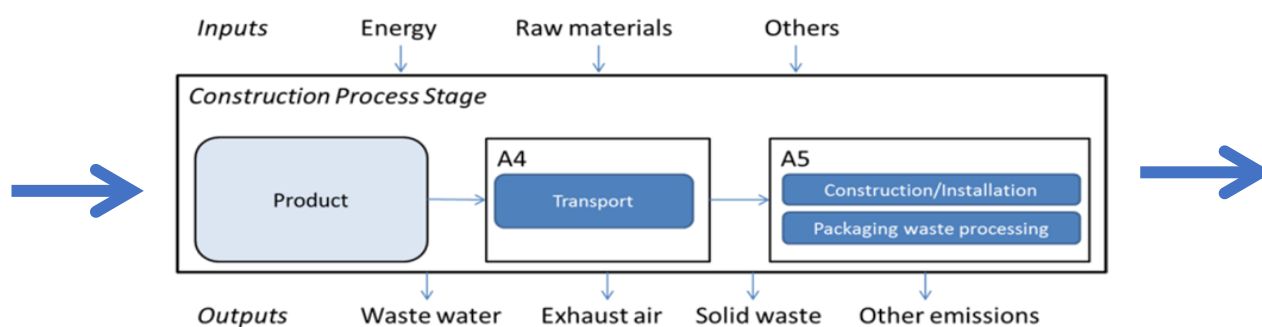 Inputs Energy Raw materials Others
Construction Process Stage
A4
A5
Product
Transport
Construction/Installation
Packaging waste processing
Outputs Waste water Exhaust air Solid waste Other emissions